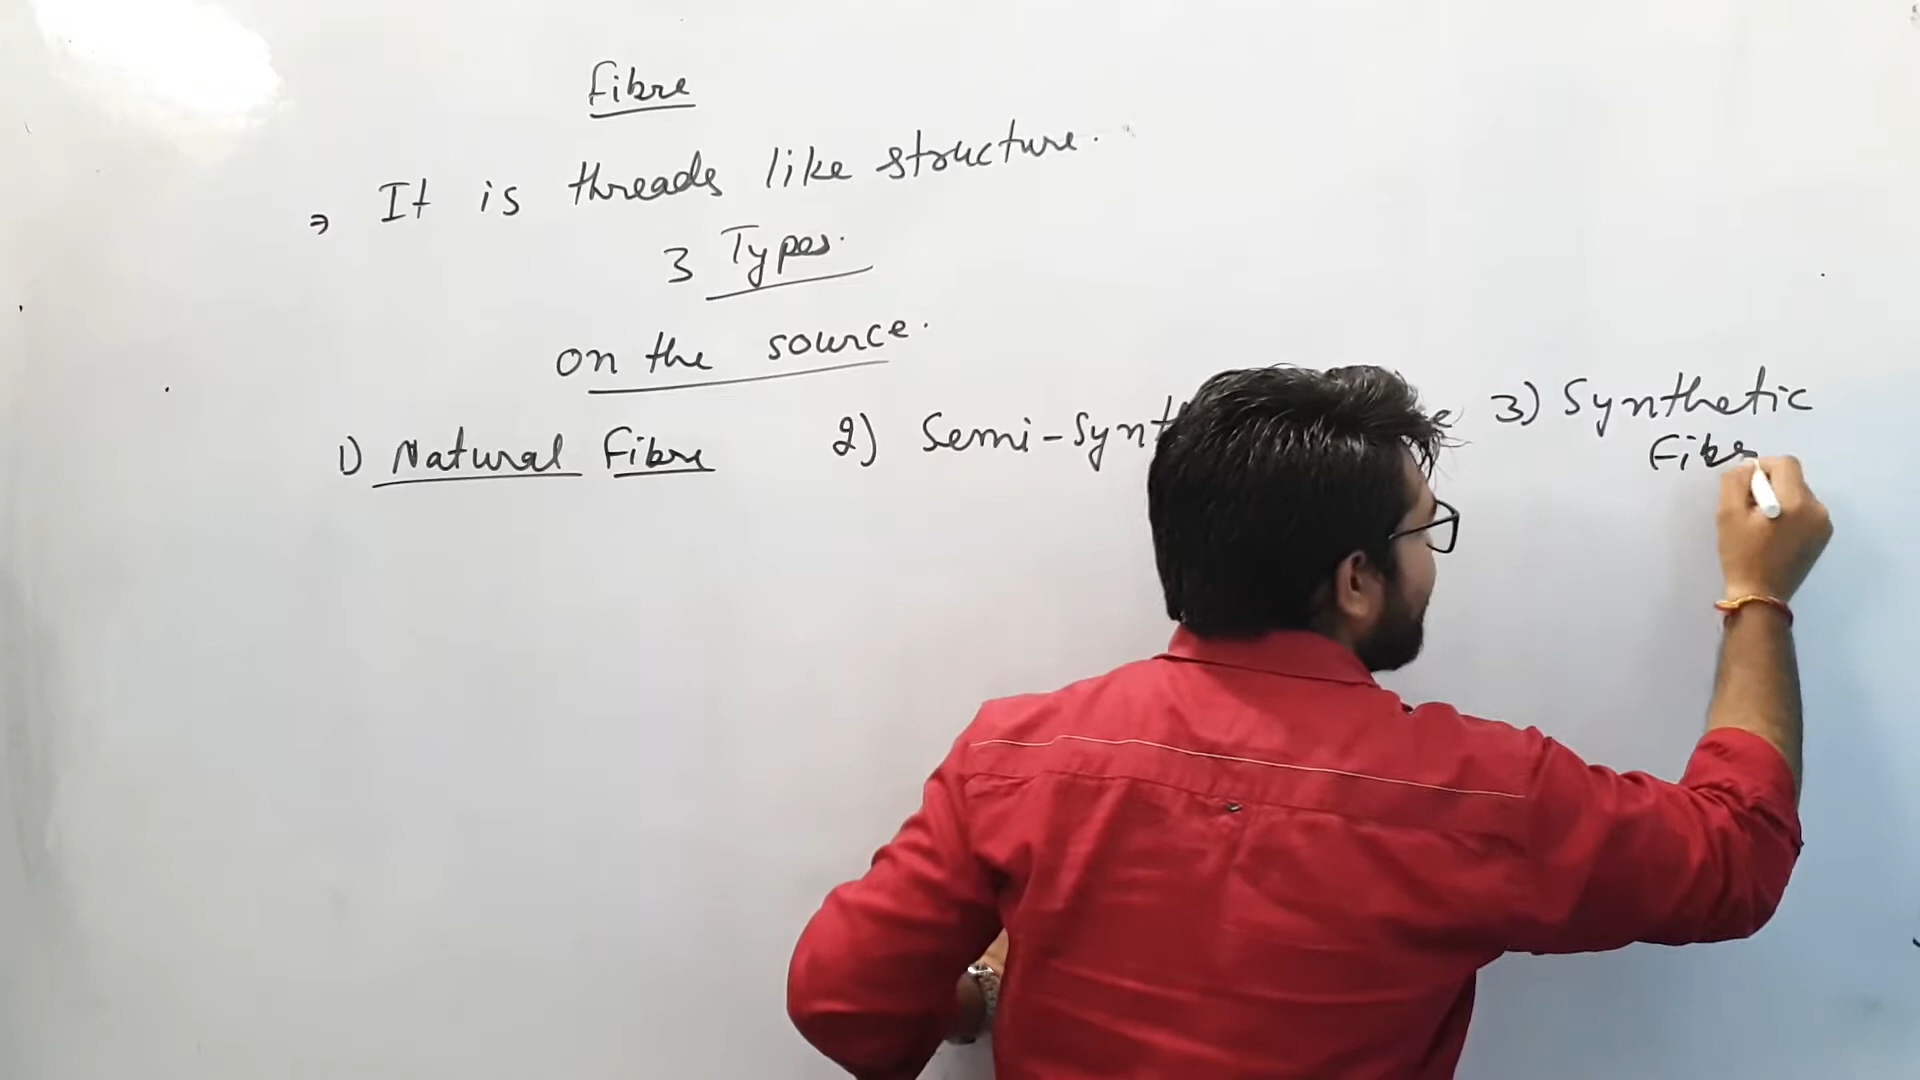 Fibre
⇒ It is threads like structure.
3 Types.
on the source.
1) Natural Fibre 2) Semi-Synt 3) Synthetic